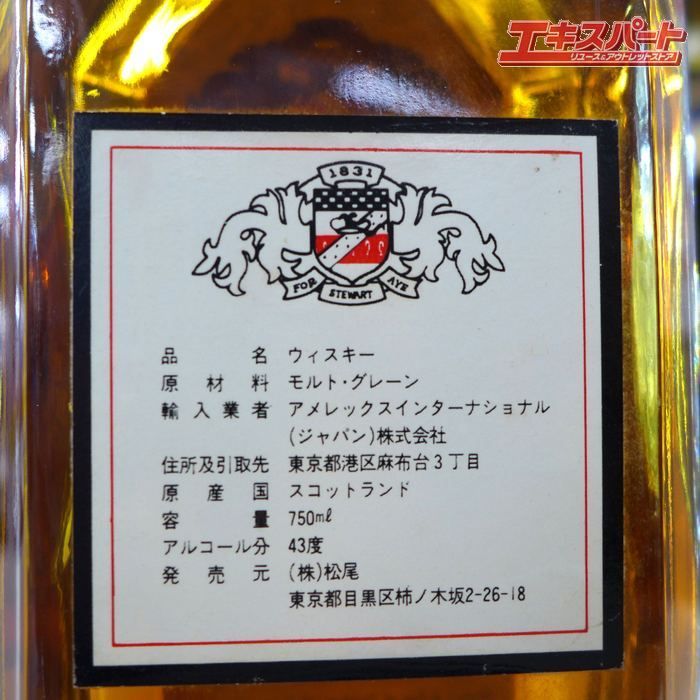 エキスパート
リユース&アウトレットストア
1831
FOR STEWART AYE
品名 ウィスキー
原材料 モルト・グレーン
輸入業者 アメレックスインターナショナル
(ジャパン)株式会社
住所及引取先 東京都港区麻布台3丁目
原産国 スコットランド
容量 750mℓ
アルコール分 43度
発売元 (株)松尾
東京都目黒区柿ノ木坂2-26-18